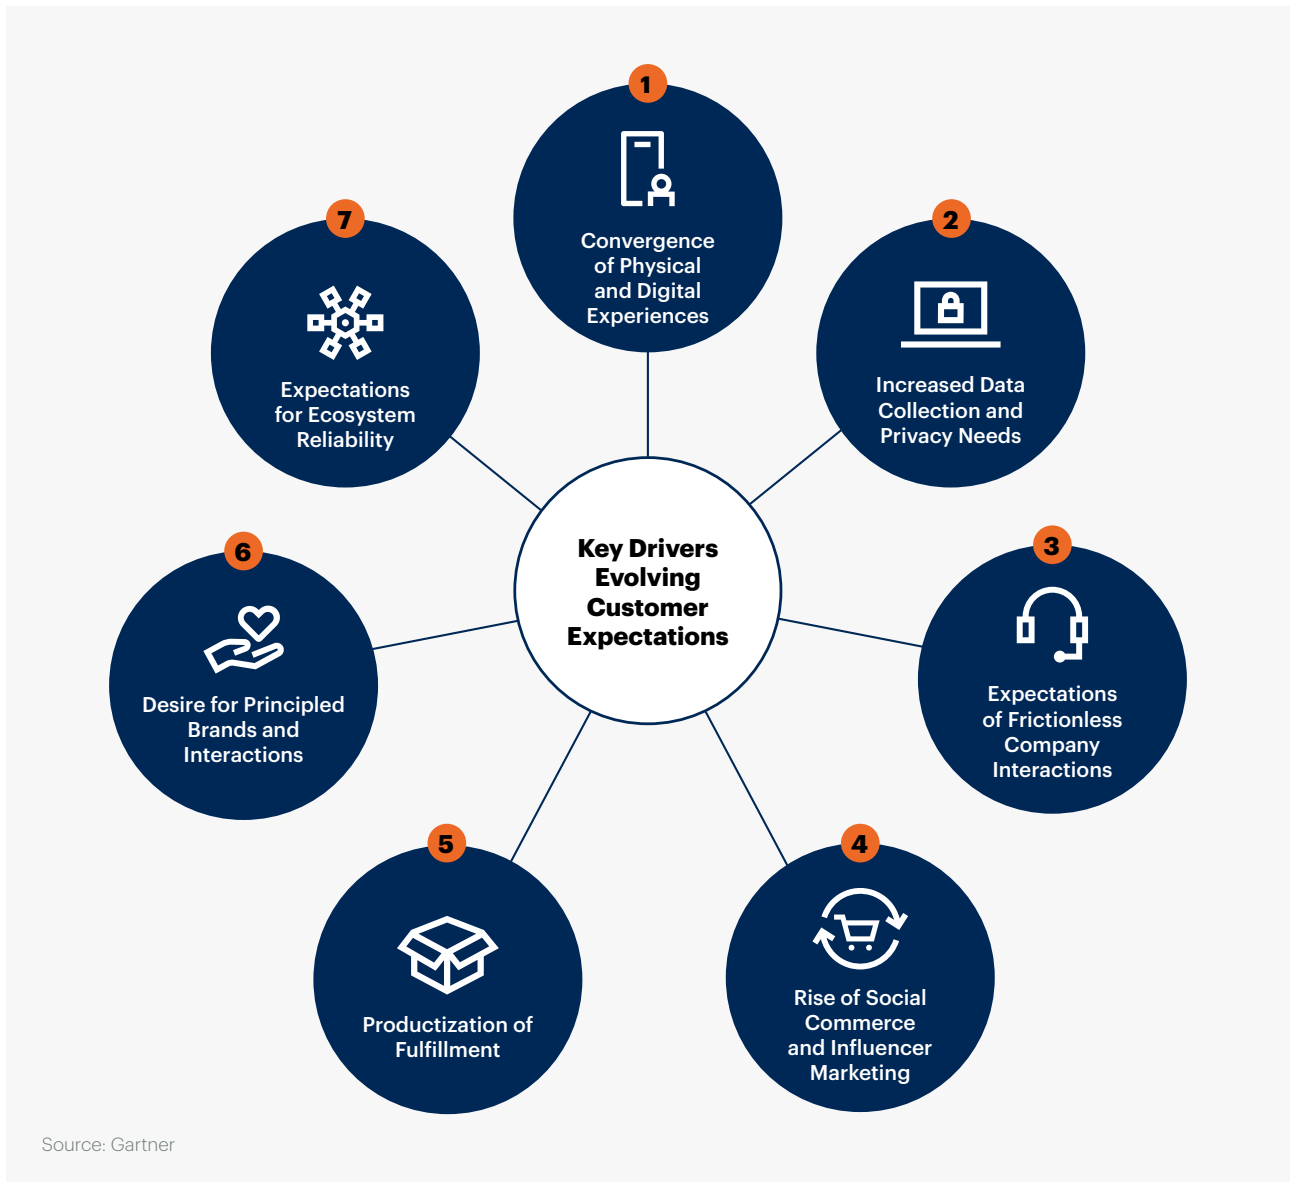 Key Drivers
Evolving
Customer
Expectations
1
Convergence
of Physical
and Digital
Experiences
2
Increased Data
Collection and
Privacy Needs
3
Expectations
of Frictionless
Company
Interactions
4
Rise of Social
Commerce
and Influencer
Marketing
5
Productization of
Fulfillment
6
Desire for Principled
Brands and
Interactions
7
Expectations
for Ecosystem
Reliability
Source: Gartner